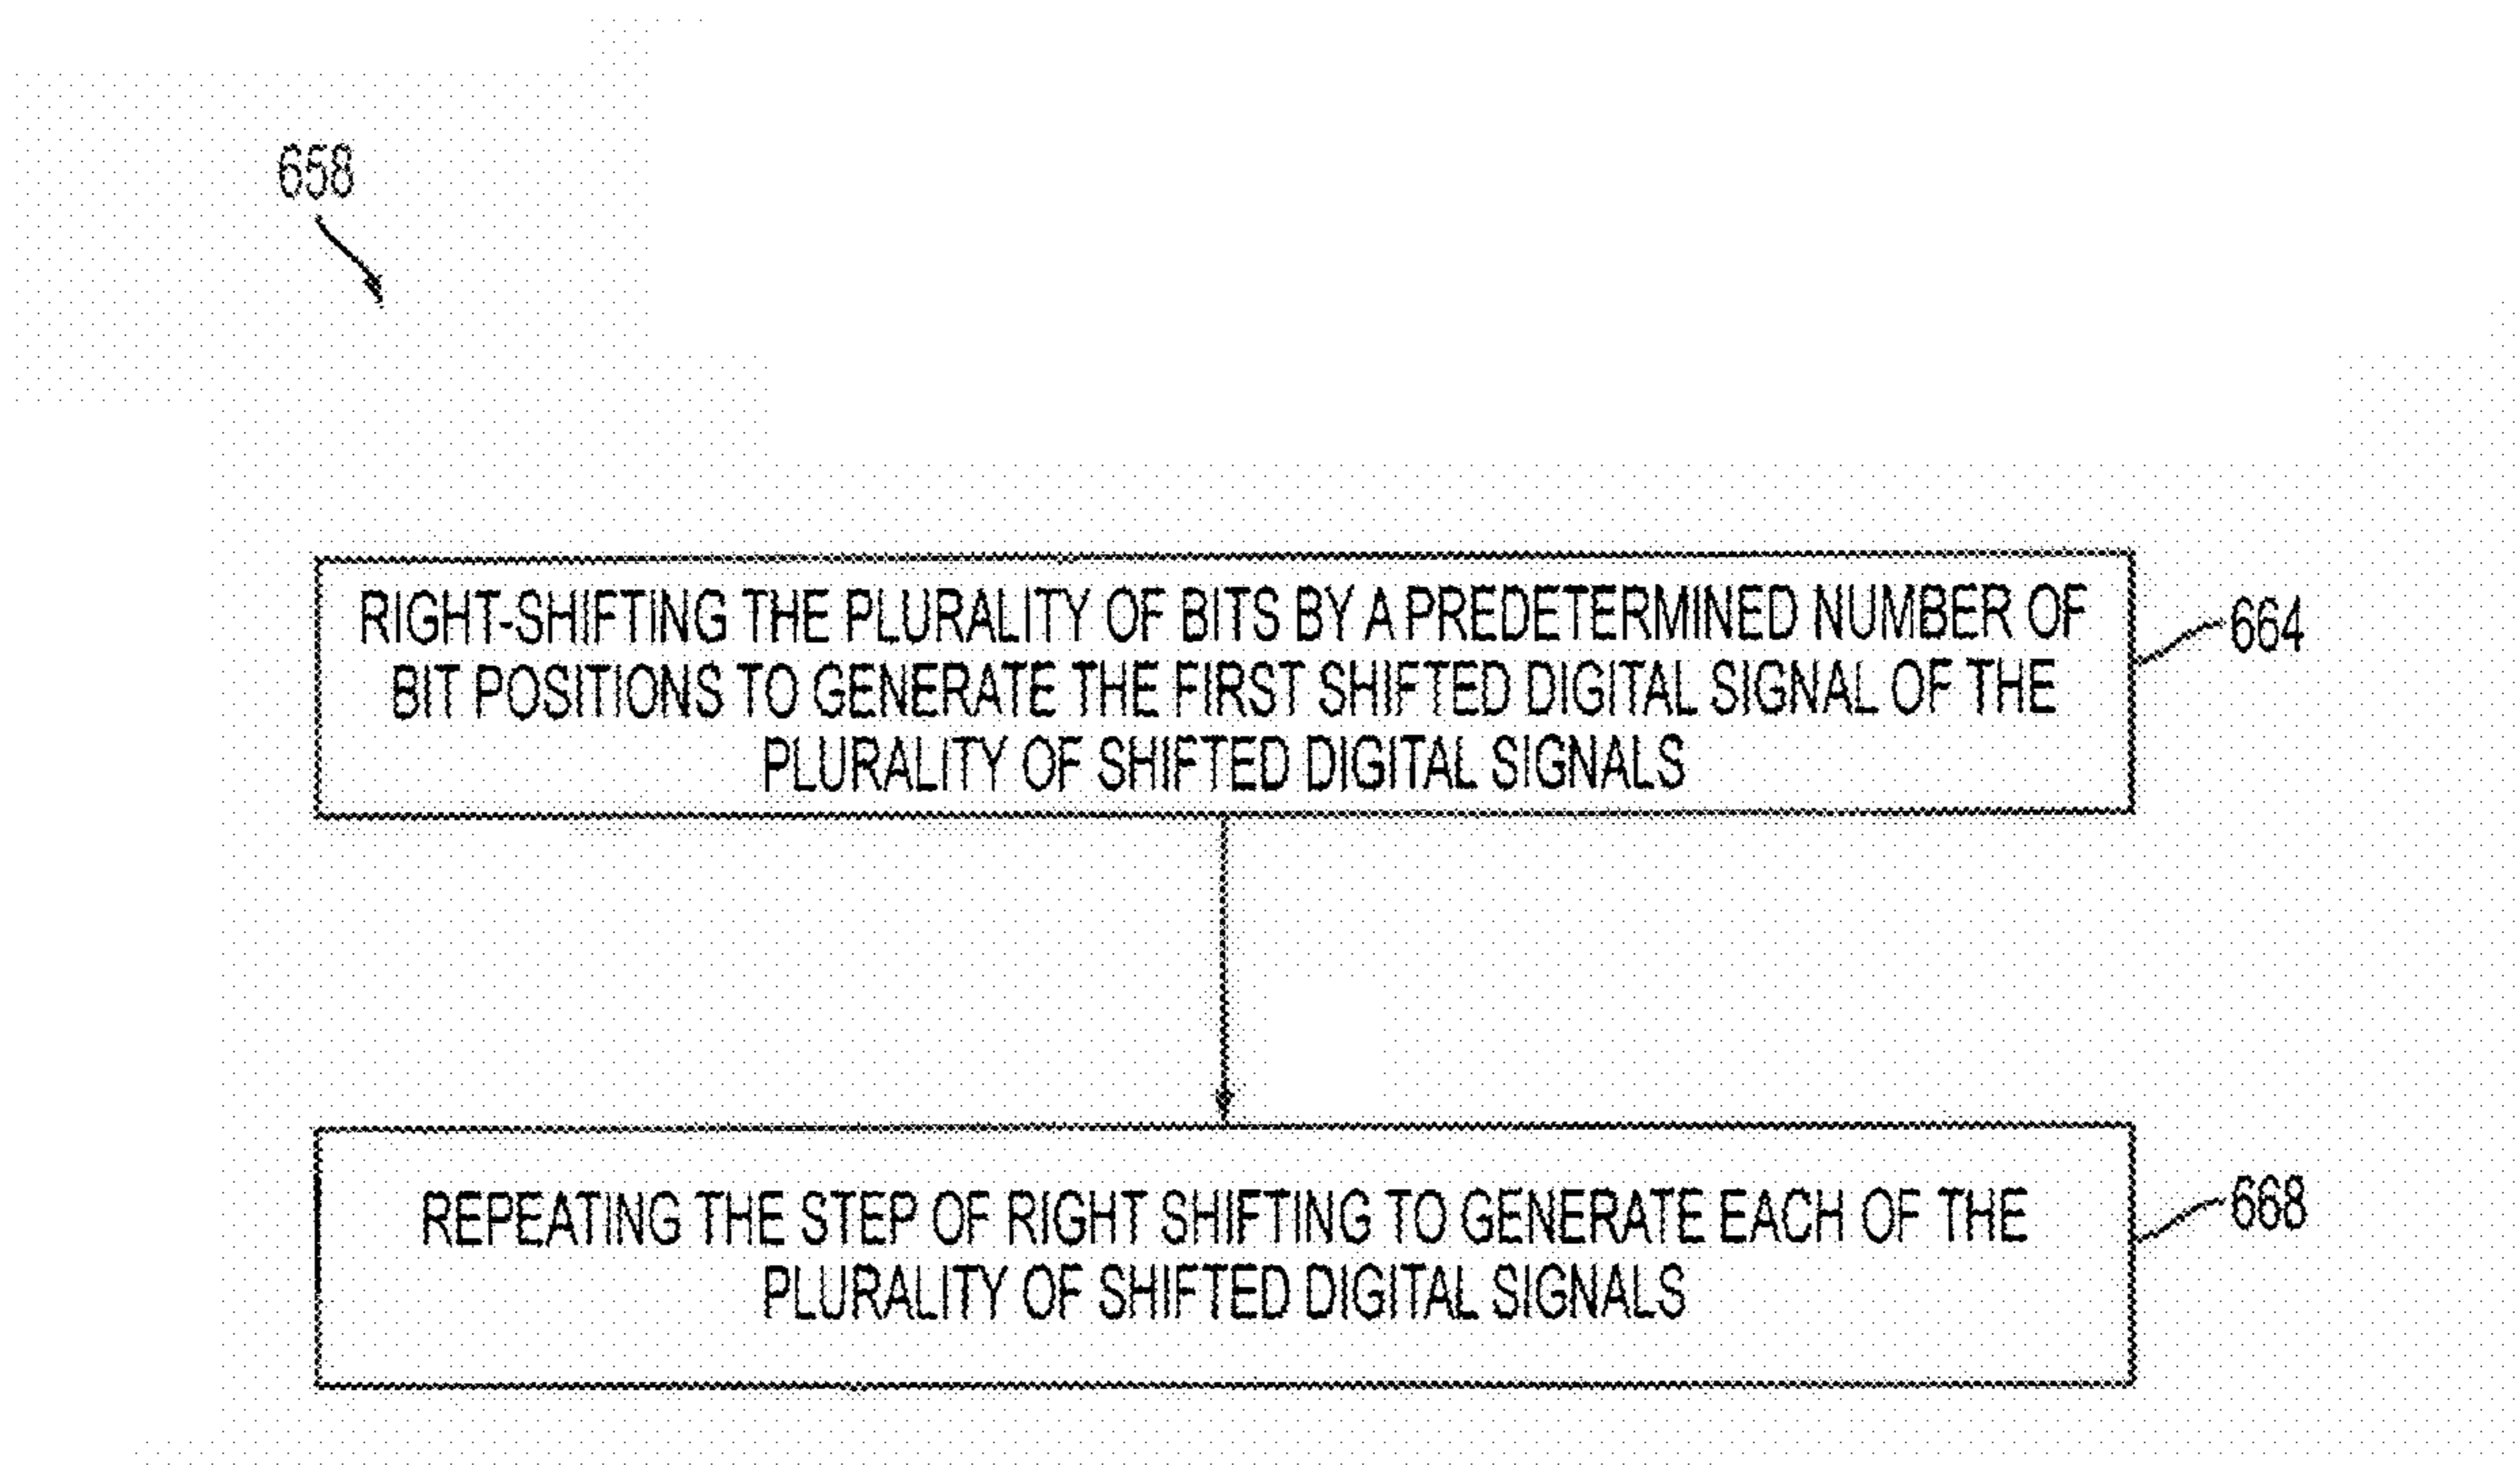 658
RIGHT-SHIFTING THE PLURALITY OF BITS BY A PREDETERMINED NUMBER OF
BIT POSITIONS TO GENERATE THE FIRST SHIFTED DIGITAL SIGNAL OF THE
PLURALITY OF SHIFTED DIGITAL SIGNALS
664
REPEATING THE STEP OF RIGHT SHIFTING TO GENERATE EACH OF THE
PLURALITY OF SHIFTED DIGITAL SIGNALS
668